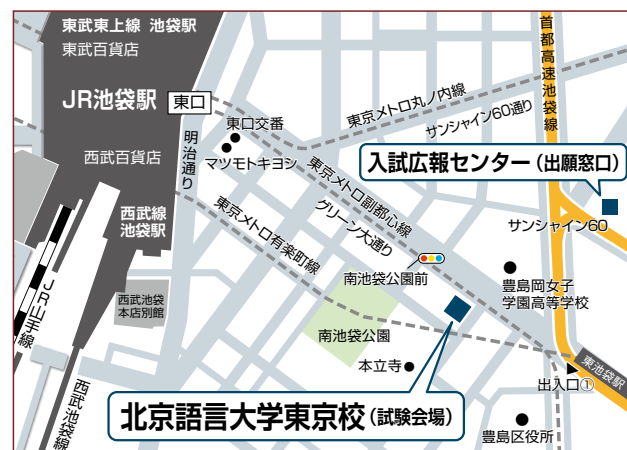 東武東上線 池袋駅
東武百貨店
JR池袋駅
東口
西武百貨店
明治通り
東口交番
マツモトキヨシ
東京メトロ丸ノ内線
サンシャイン60通り
首都高速池袋線
入試広報センター(出願窓口)
サンシャイン60
東京メトロ副都心線
グリーン大通り
東京メトロ有楽町線
西武線
池袋駅
JR山手線
西武池袋
本店別館
南池袋公園前
豊島岡女子
学園高等学校
南池袋公園
本立寺
東池袋駅
出入口①
西武池袋線
北京語言大学東京校(試験会場)
豊島区役所